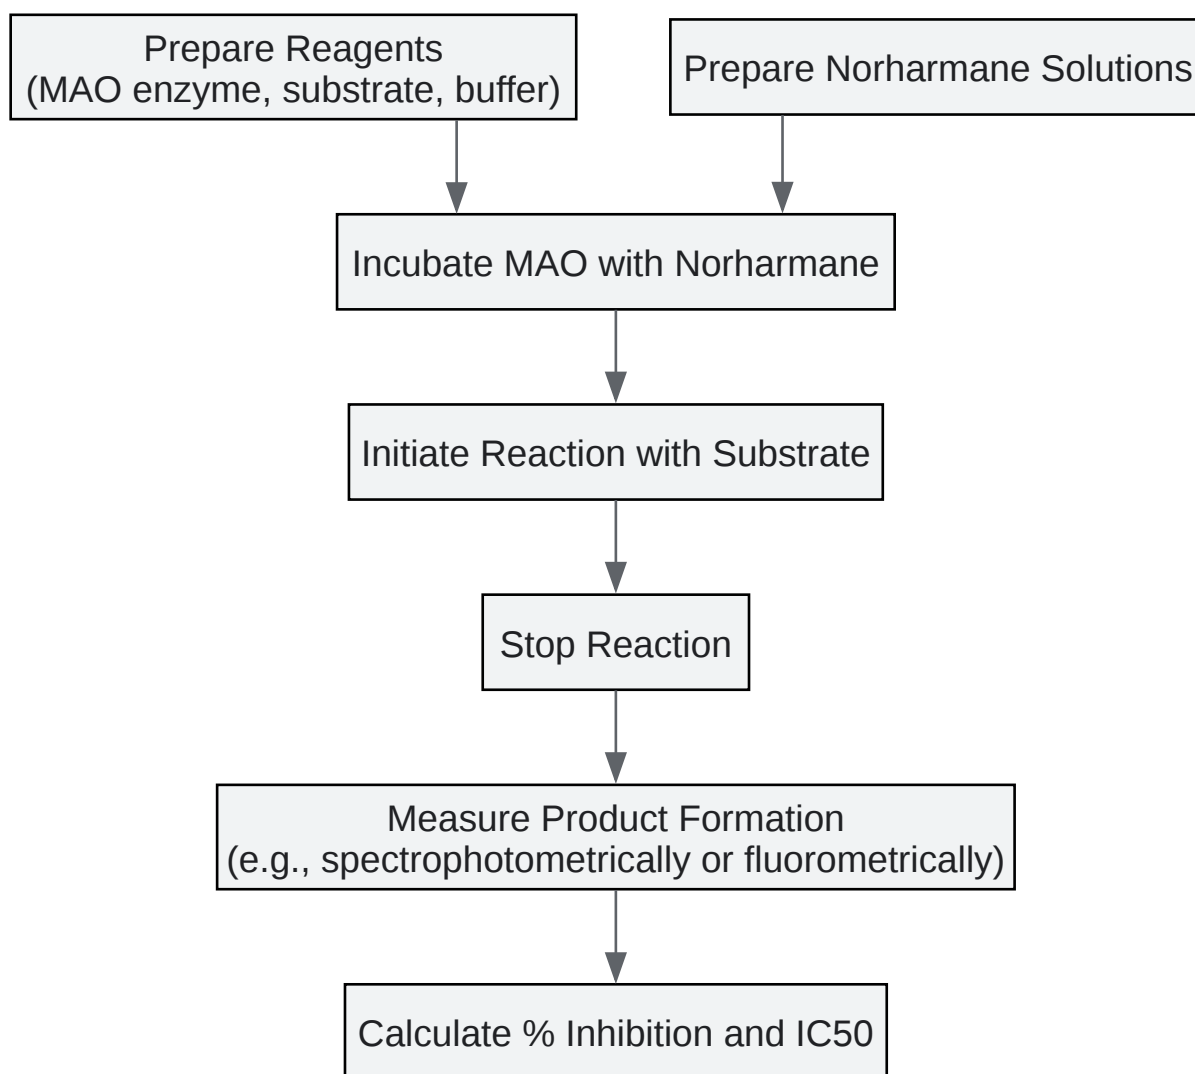 Prepare Reagents
(MAO enzyme, substrate, buffer)
Prepare Norharmane Solutions
Incubate MAO with Norharmane
Initiate Reaction with Substrate
Stop Reaction
Measure Product Formation
(e.g., spectrophotometrically or fluorometrically)
Calculate % Inhibition and IC50